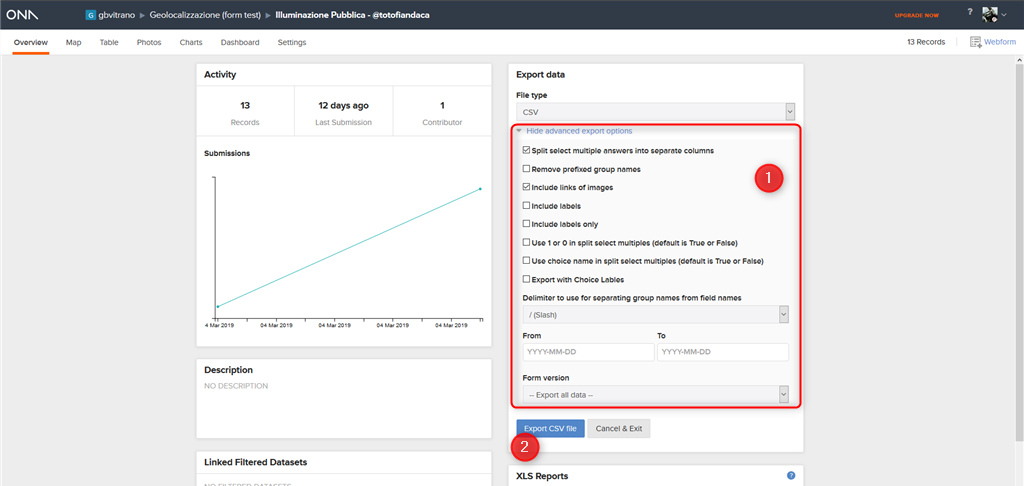 ONA
G gbvitrano ▶ Geolocalizzazione (form test) ▶ Illuminazione Pubblica - @totofiandaca
UPGRADE NOW
?
Overview Map Table Photos Charts Dashboard Settings
13 Records
Webform
Activity
13
Records
12 days ago
Last Submission
1
Contributor
Submissions
4 Mar 2019 04 Mar 2019 04 Mar 2019 04 Mar 2019 04 Mar 2019
Description
NO DESCRIPTION
Linked Filtered Datasets
NO FILTERED DATASETS
Export data
File type
CSV
Hide advanced export options
Split select multiple answers into separate columns
1
Remove prefixed group names
Include links of images
Include labels
Include labels only
Use 1 or 0 in split select multiples (default is True or False)
Use choice name in split select multiples (default is True or False)
Export with Choice Lables
Delimiter to use for separating group names from field names
/ (Slash)
From To
YYYY-MM-DD YYYY-MM-DD
Form version
-- Export all data --
Export CSV file Cancel & Exit
2
XLS Reports ?